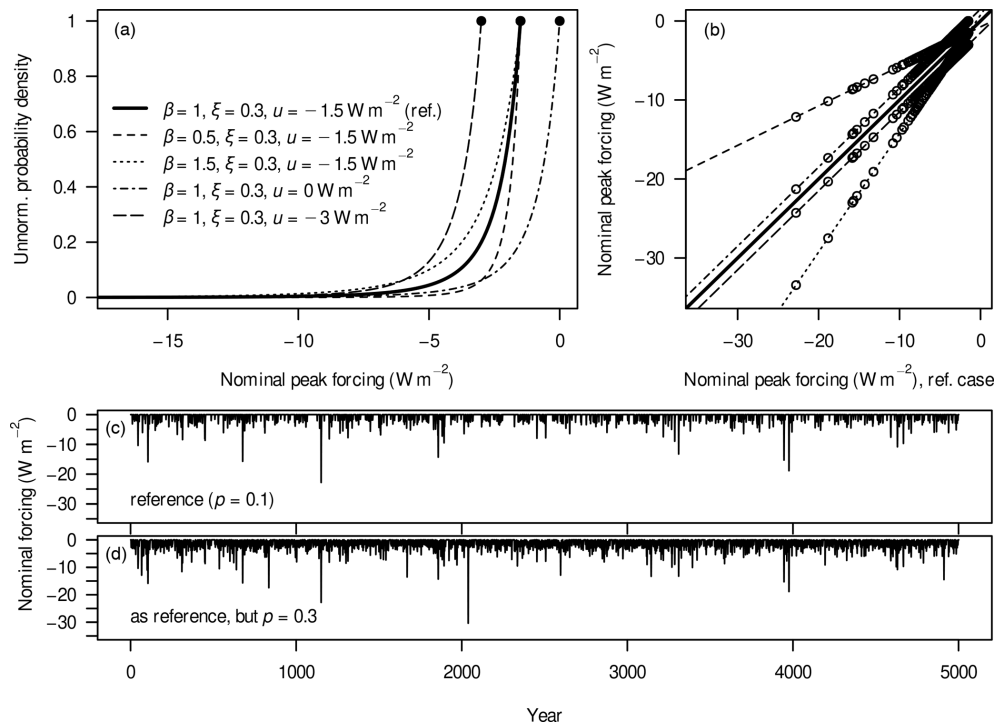 (a)
Unnorm. probability density
1
0.8
0.6
0.4
0.2
0
β = 1, ξ = 0.3, u = −1.5 W m⁻² (ref.)
β = 0.5, ξ = 0.3, u = −1.5 W m⁻²
β = 1.5, ξ = 0.3, u = −1.5 W m⁻²
β = 1, ξ = 0.3, u = 0 W m⁻²
β = 1, ξ = 0.3, u = −3 W m⁻²
−15 −10 −5 0
Nominal peak forcing (W m⁻²)
(b)
Nominal peak forcing (W m⁻²)
0
−10
−20
−30
−30 −20 −10 0
Nominal peak forcing (W m⁻²), ref. case
Nominal forcing (W m⁻²)
(c)
0
−10
−20
−30
reference (p = 0.1)
(d)
0
−10
−20
−30
as reference, but p = 0.3
0 1000 2000 3000 4000 5000
Year